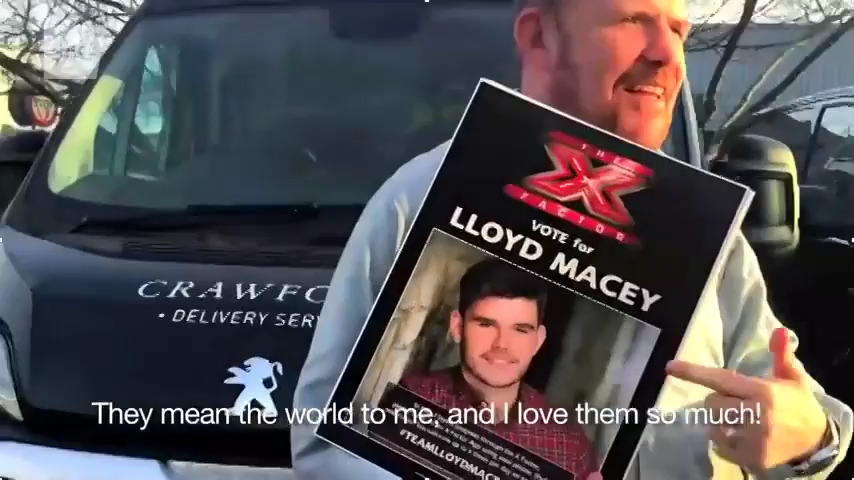 THE
X
FACTOR
VOTE for
LLOYD MACEY
CRAWFO
• DELIVERY SERV
They mean the world to me, and I love them so much!
#TEAMLLOYDMACE